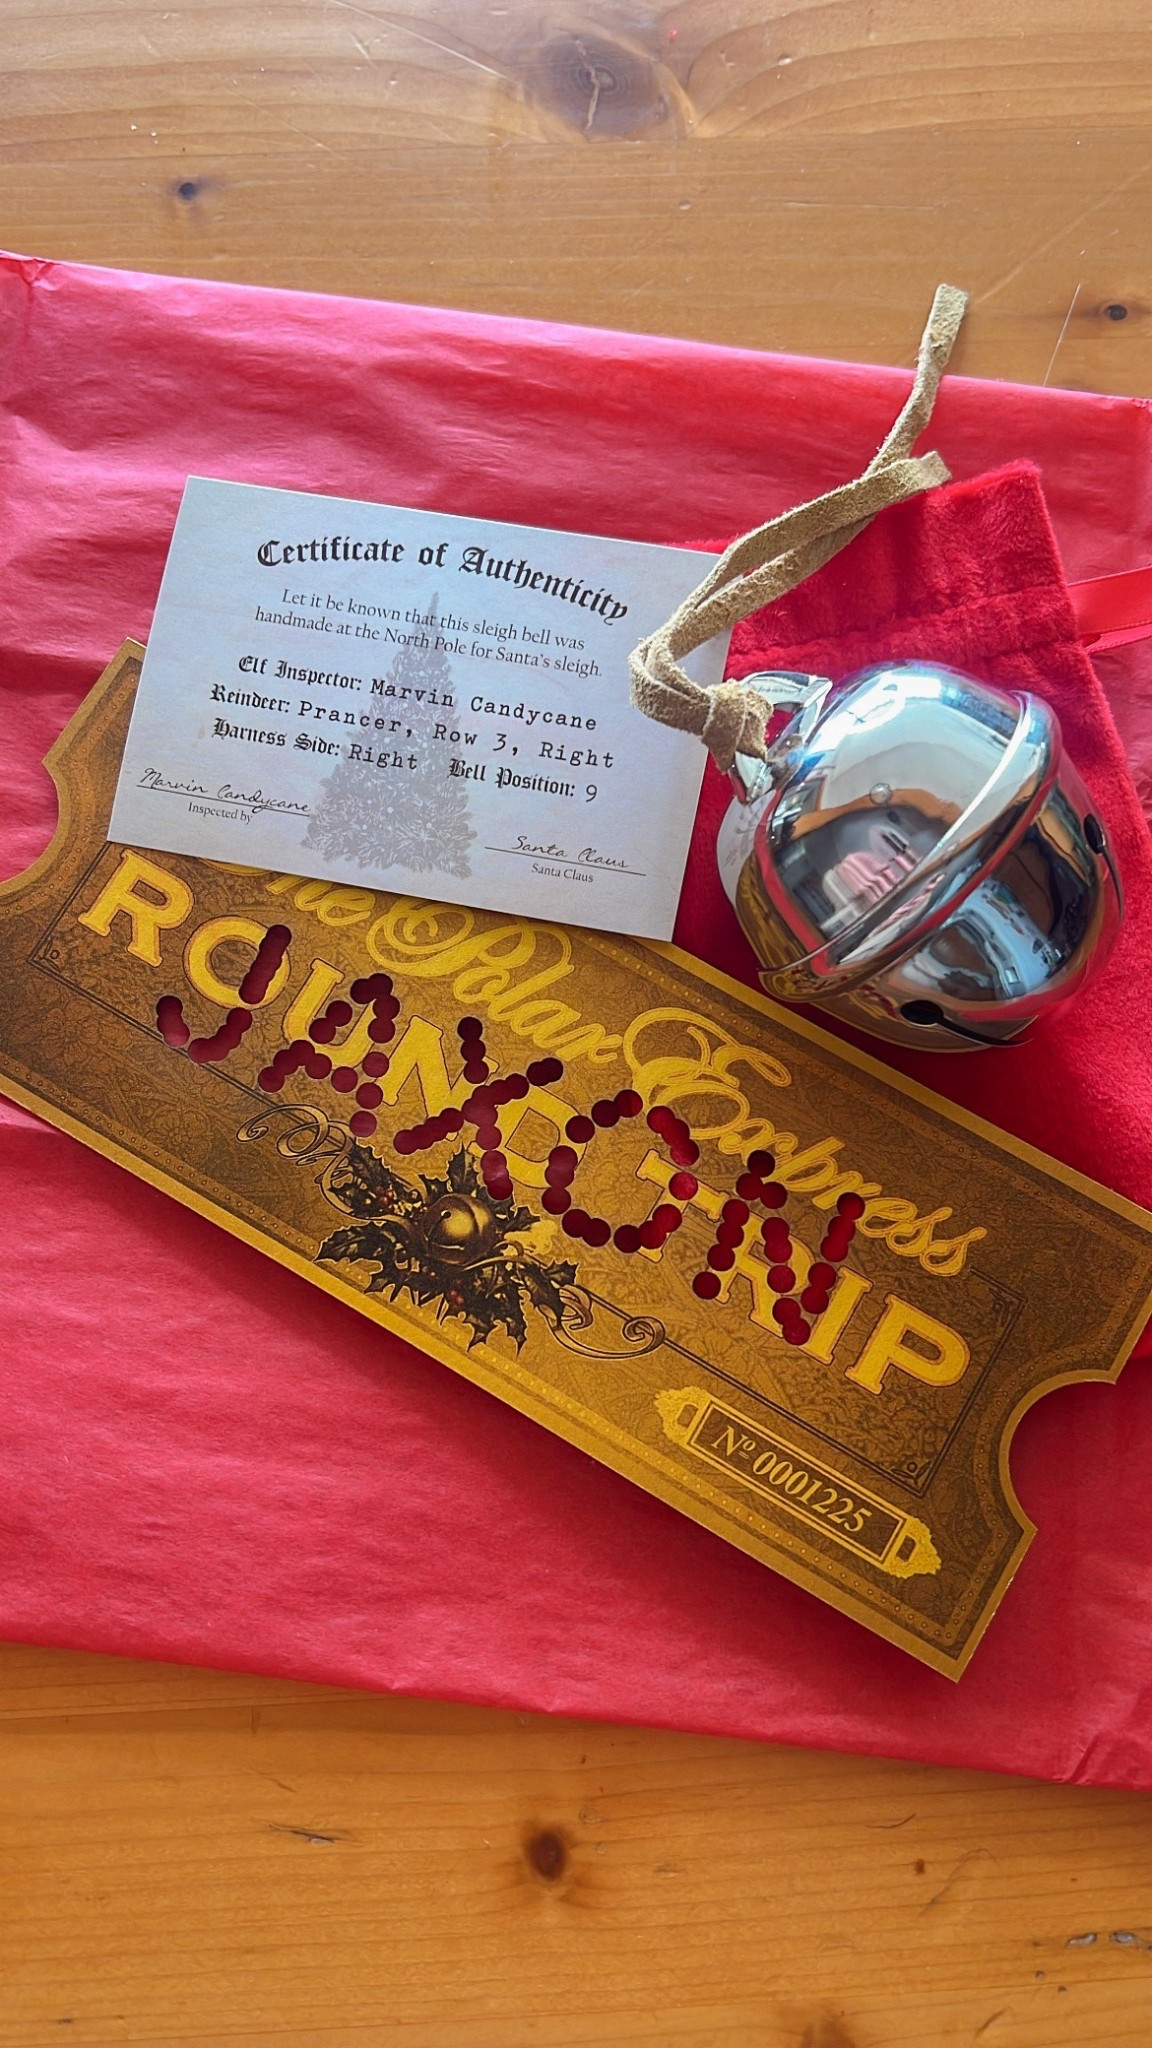 Certificate of Authenticity
Let it be known that this sleigh bell was
handmade at the North Pole for Santa's sleigh.
Elf Inspector: Marvin Candycane
Reindeer: Prancer, Row 3, Right
Harness Side: Right Bell Position: 9
Marvin Candycane
Inspected by
Santa Claus
Santa Claus
The Polar Express
ROUND TRIP
JAXON
Nº 0001225